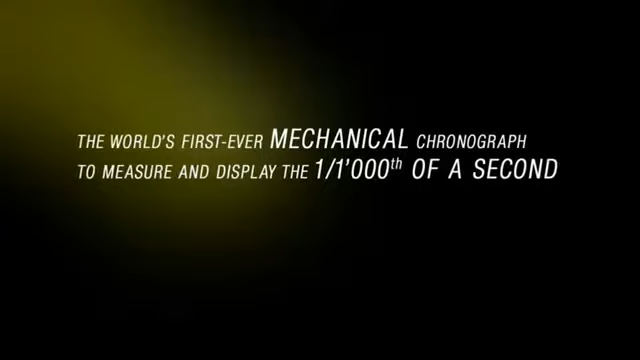 THE WORLD'S FIRST-EVER MECHANICAL CHRONOGRAPH
TO MEASURE AND DISPLAY THE 1/1'000th OF A SECOND